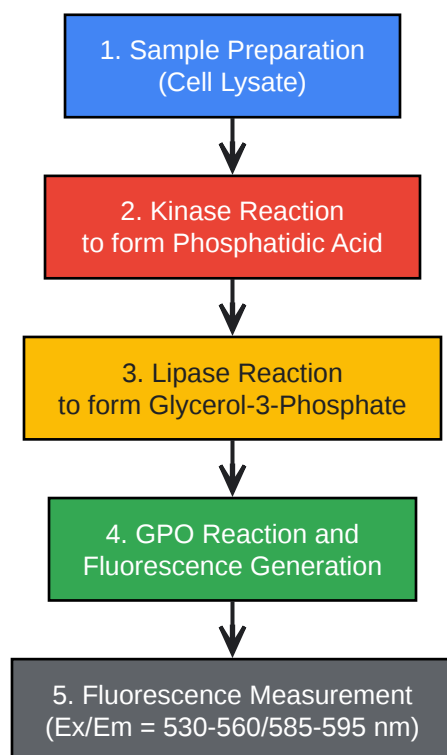 1. Sample Preparation
(Cell Lysate)
2. Kinase Reaction
to form Phosphatidic Acid
3. Lipase Reaction
to form Glycerol-3-Phosphate
4. GPO Reaction and
Fluorescence Generation
5. Fluorescence Measurement
(Ex/Em = 530-560/585-595 nm)